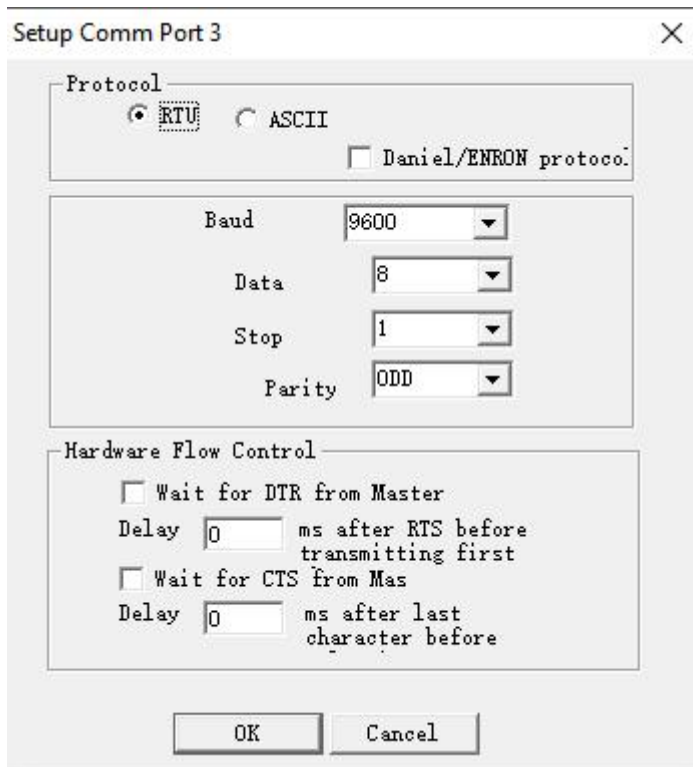 Setup Comm Port 3
Protocol
RTU
ASCII
Daniel/ENRON protoco
Baud
9600
Data
8
Stop
1
Parity
ODD
Hardware Flow Control
Wait for DTR from Master
Delay 0 ms after RTS before
transmitting first
Wait for CTS from Mas
Delay 0 ms after last
character before
OK
Cancel